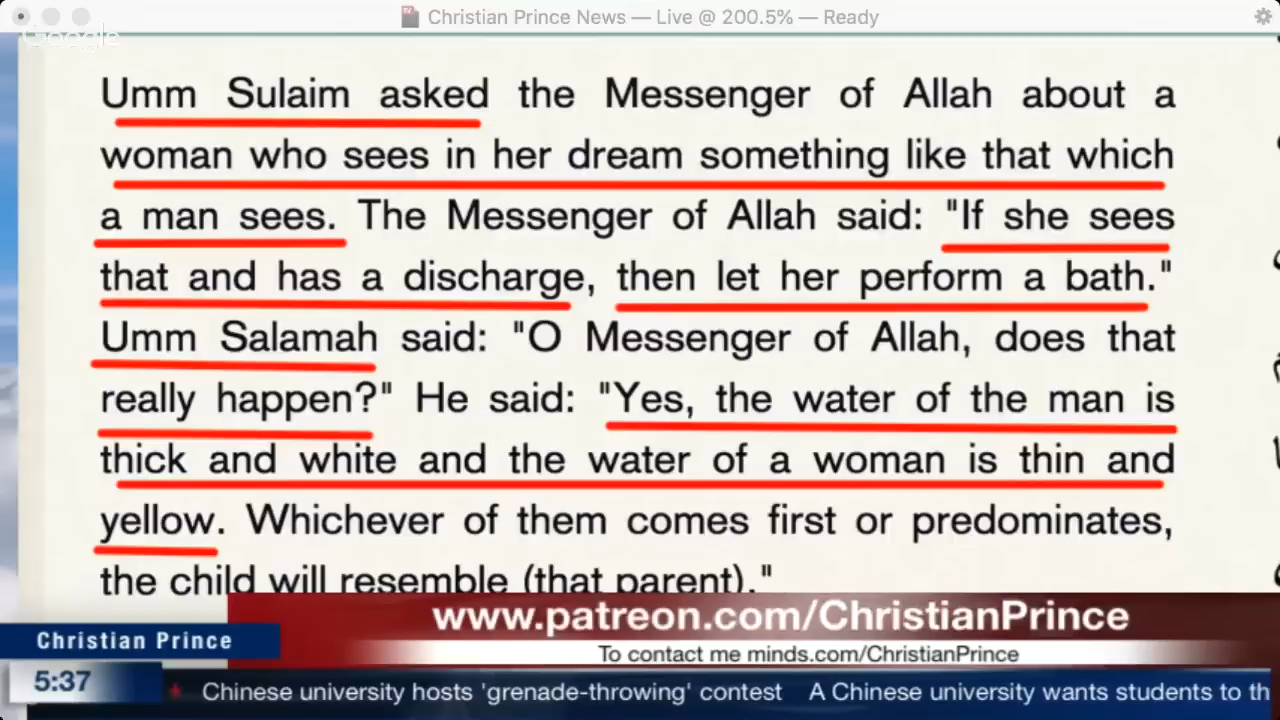 Christian Prince News — Live @ 200.5% — Ready
Google
Umm Sulaim asked the Messenger of Allah about a
woman who sees in her dream something like that which
a man sees. The Messenger of Allah said: "If she sees
that and has a discharge, then let her perform a bath."
Umm Salamah said: "O Messenger of Allah, does that
really happen?" He said: "Yes, the water of the man is
thick and white and the water of a woman is thin and
yellow. Whichever of them comes first or predominates,
the child will resemble (that parent)."
www.patreon.com/ChristianPrince
Christian Prince
To contact me minds.com/ChristianPrince
5:37
Chinese university hosts 'grenade-throwing' contest A Chinese university wants students to th